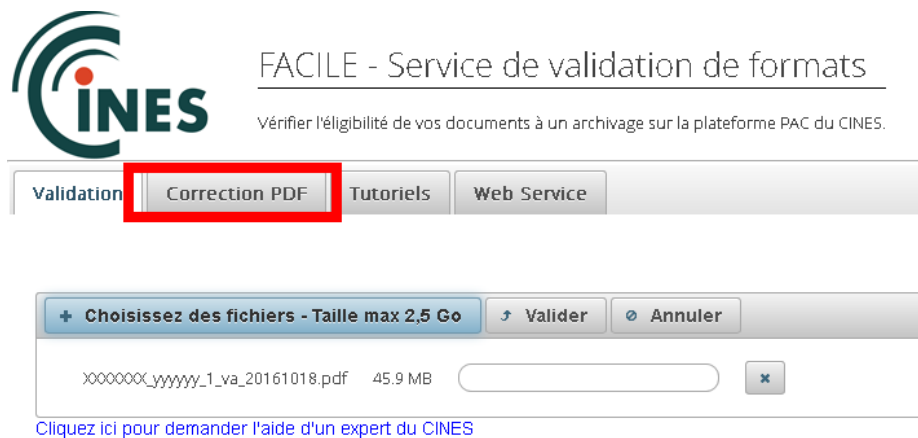 CINES
FACILE - Service de validation de formats
Vérifier l'éligibilité de vos documents à un archivage sur la plateforme PAC du CINES.
Validation Correction PDF Tutoriels Web Service
+ Choisissez des fichiers - Taille max 2,5 Go Valider Annuler
XXXXXXX_yyyyyy_1_va_20161018.pdf 45.9 MB
Cliquez ici pour demander l'aide d'un expert du CINES